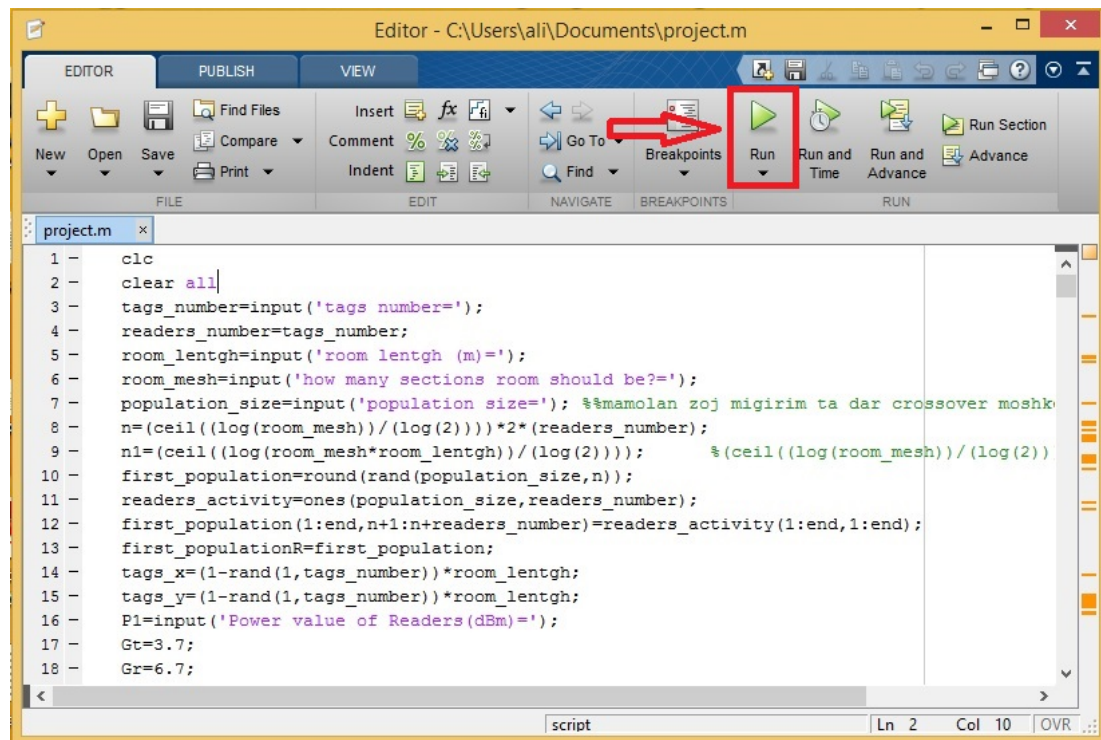 Editor - C:\Users\ali\Documents\project.m
EDITOR PUBLISH VIEW
New Open Save Find Files Compare Print
Insert fx Comment Indent
Go To Find
Breakpoints
Run Run and Time Run and Advance Run Section Advance
FILE EDIT NAVIGATE BREAKPOINTS RUN
project.m
1 - clc
2 - clear all
3 - tags_number=input('tags number=');
4 - readers_number=tags_number;
5 - room_lentgh=input('room lentgh (m)=');
6 - room_mesh=input('how many sections room should be?=');
7 - population_size=input('population size='); %%mamolan zoj migirim ta dar crossover moshk
8 - n=(ceil((log(room_mesh))/(log(2))))*2*(readers_number);
9 - n1=(ceil((log(room_mesh*room_lentgh))/(log(2)))); %(ceil((log(room_mesh))/(log(2))
10 - first_population=round(rand(population_size,n));
11 - readers_activity=ones(population_size,readers_number);
12 - first_population(1:end,n+1:n+readers_number)=readers_activity(1:end,1:end);
13 - first_populationR=first_population;
14 - tags_x=(1-rand(1,tags_number))*room_lentgh;
15 - tags_y=(1-rand(1,tags_number))*room_lentgh;
16 - P1=input('Power value of Readers(dBm)=');
17 - Gt=3.7;
18 - Gr=6.7;
script Ln 2 Col 10 OVR